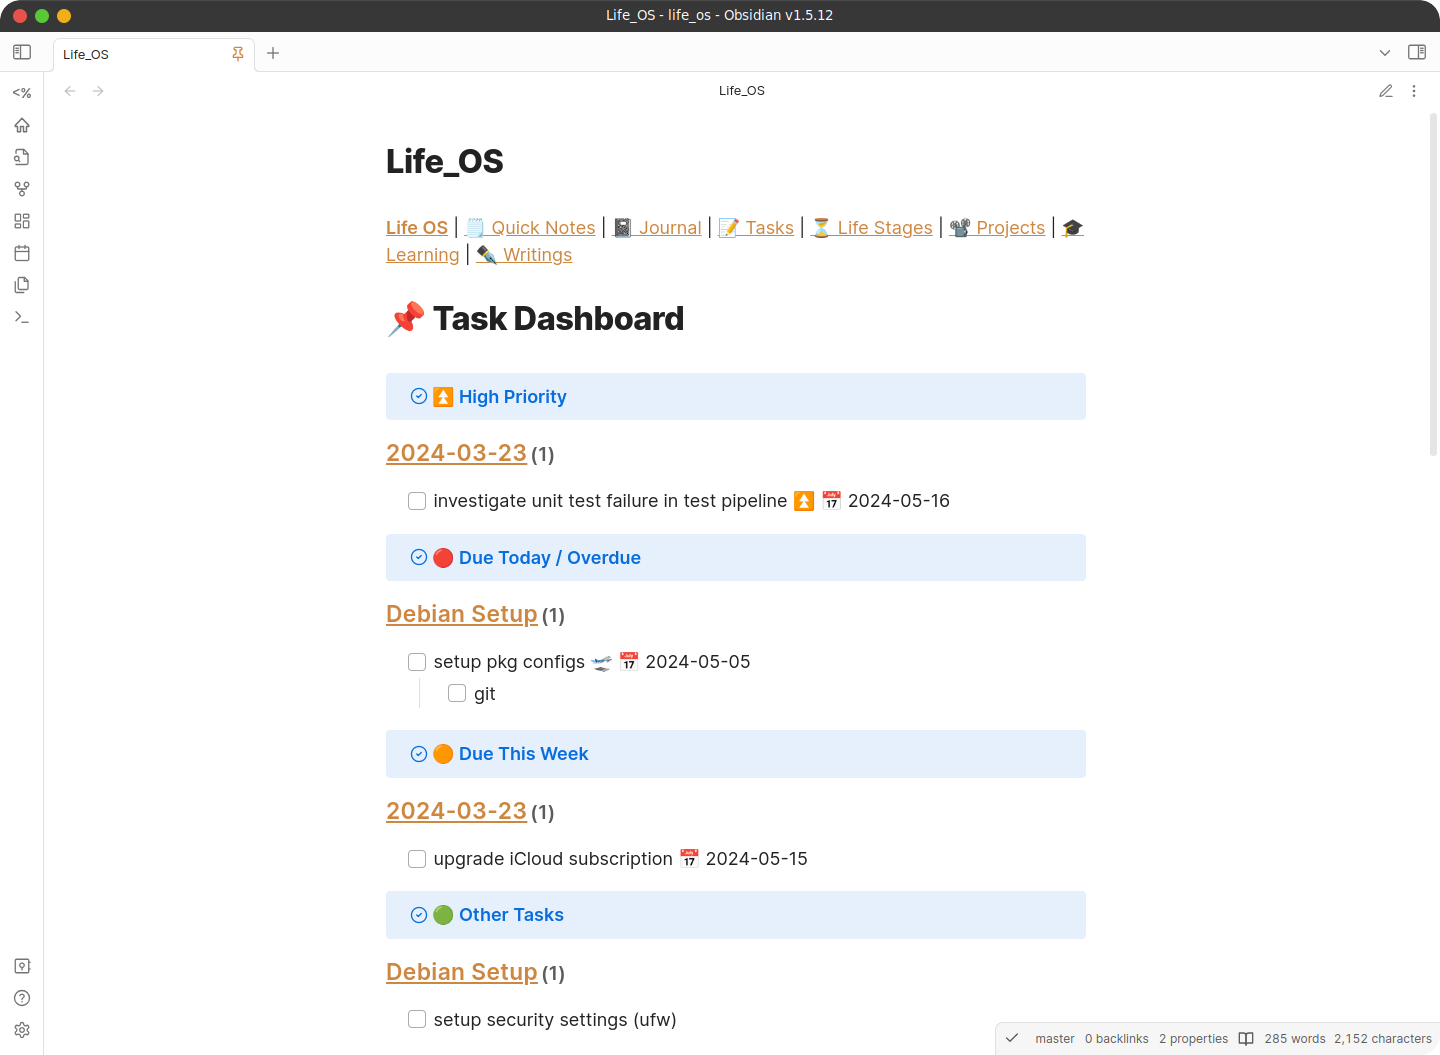 Life_OS - life_os - Obsidian v1.5.12
Life_OS
Life_OS
<%
Life_OS
Life OS | 🗒️ Quick Notes | 📓 Journal | 📝 Tasks | ⏳ Life Stages | 📽️ Projects | 🎓
Learning | ✒️ Writings
📌 Task Dashboard
⏫ High Priority
2024-03-23 (1)
investigate unit test failure in test pipeline ⏫ 📅 2024-05-16
🔴 Due Today / Overdue
Debian Setup (1)
setup pkg configs 🛫 📅 2024-05-05
git
🟠 Due This Week
2024-03-23 (1)
upgrade iCloud subscription 📅 2024-05-15
🟢 Other Tasks
Debian Setup (1)
setup security settings (ufw)
master 0 backlinks 2 properties 285 words 2,152 characters